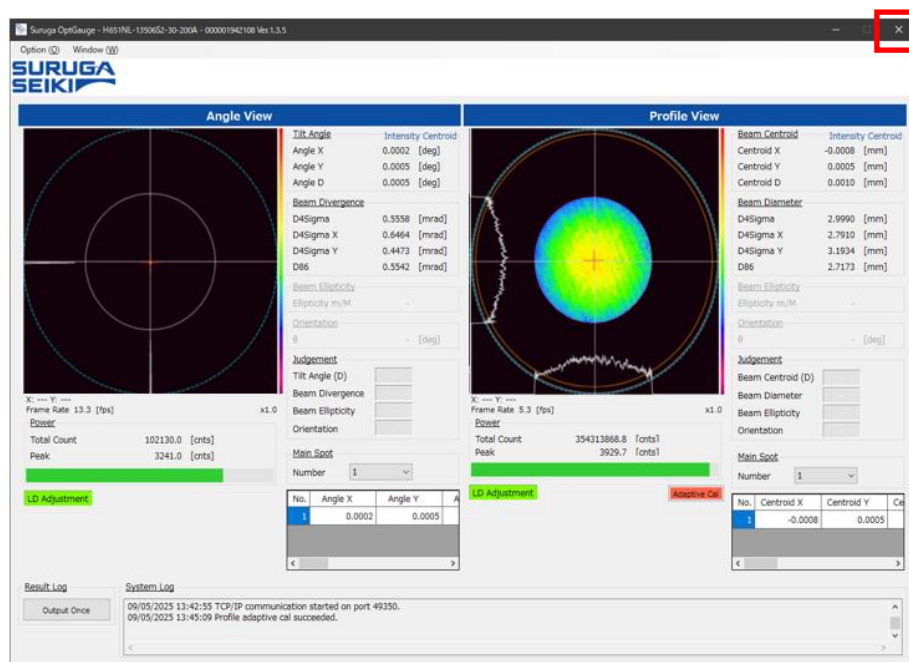 Suruga OptGauge - H651NL-13506S2-30-200A - 000001942108 Ver.1.3.5
Option (O) Window (W)
SURUGA
SEIKI
Angle View
Tilt Angle Intensity Centroid
Angle X 0.0002 [deg]
Angle Y 0.0005 [deg]
Angle D 0.0005 [deg]
Beam Divergence
D4Sigma 0.5558 [mrad]
D4Sigma X 0.6464 [mrad]
D4Sigma Y 0.4473 [mrad]
D86 0.5542 [mrad]
Beam Ellipticity
Ellipticity m/M -
Orientation
θ - [deg]
Judgement
Tilt Angle (D)
Beam Divergence
Beam Ellipticity
Orientation
X: --- Y: ---
Frame Rate 13.3 [fps] x1.0
Power
Total Count 102130.0 [cnts]
Peak 3241.0 [cnts]
LD Adjustment
Main Spot
Number 1
No. Angle X Angle Y A
1 0.0002 0.0005
Profile View
Beam Centroid Intensity Centroid
Centroid X -0.0008 [mm]
Centroid Y 0.0005 [mm]
Centroid D 0.0010 [mm]
Beam Diameter
D4Sigma 2.9990 [mm]
D4Sigma X 2.7910 [mm]
D4Sigma Y 3.1934 [mm]
D86 2.7173 [mm]
Beam Ellipticity
Ellipticity m/M -
Orientation
θ - [deg]
Judgement
Beam Centroid (D)
Beam Diameter
Beam Ellipticity
Orientation
X: --- Y: ---
Frame Rate 5.3 [fps] x1.0
Power
Total Count 354313868.8 [cnts]
Peak 3929.7 [cnts]
LD Adjustment
Adaptive Cal
Main Spot
Number 1
No. Centroid X Centroid Y Ce
1 -0.0008 0.0005
Result Log
Output Once
System Log
09/05/2025 13:42:55 TCP/IP communication started on port 49350.
09/05/2025 13:45:09 Profile adaptive cal succeeded.